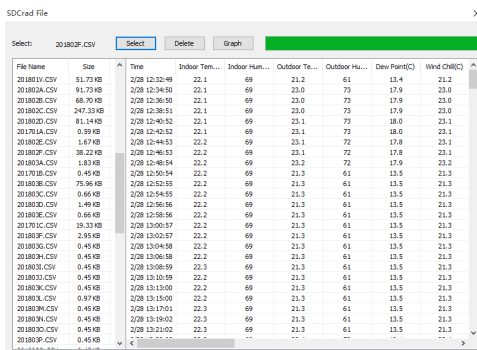 SDCrad File
Select: 201802F.CSV Select Delete Graph
File Name Size Time Indoor Tem... Indoor Hum... Outdoor Te... Outdoor Hu... Dew Point(C) Wind Chill(C)
201801V.CSV 51.73 KB 2/28 12:32:49 22.1 69 21.2 61 13.4 21.2
201802A.CSV 91.73 KB 2/28 12:34:50 22.1 69 23.0 73 17.9 23.0
201802B.CSV 68.70 KB 2/28 12:36:50 22.1 69 23.0 73 17.9 23.0
201802C.CSV 247.33 KB 2/28 12:38:51 22.1 69 23.0 73 17.9 23.0
201802D.CSV 81.14 KB 2/28 12:40:52 22.1 69 23.1 73 18.0 23.1
201701A.CSV 0.59 KB 2/28 12:42:52 22.1 69 23.1 73 18.0 23.1
201802E.CSV 1.67 KB 2/28 12:44:53 22.2 69 23.1 72 17.8 23.1
201802F.CSV 38.22 KB 2/28 12:46:53 22.2 69 23.1 72 17.8 23.1
201803A.CSV 1.83 KB 2/28 12:48:54 22.2 69 23.2 72 17.9 23.2
201701B.CSV 0.45 KB 2/28 12:50:54 22.2 69 21.3 61 13.5 21.3
201803B.CSV 75.96 KB 2/28 12:52:55 22.2 69 21.3 61 13.5 21.3
201803C.CSV 0.66 KB 2/28 12:54:55 22.2 69 21.3 61 13.5 21.3
201803D.CSV 1.49 KB 2/28 12:56:56 22.2 69 21.3 61 13.5 21.3
201803E.CSV 0.66 KB 2/28 12:58:56 22.2 69 21.3 61 13.5 21.3
201701C.CSV 19.33 KB 2/28 13:00:57 22.2 69 21.3 61 13.5 21.3
201803F.CSV 2.95 KB 2/28 13:02:57 22.2 69 21.3 61 13.5 21.3
201803G.CSV 0.45 KB 2/28 13:04:58 22.2 69 21.3 61 13.5 21.3
201803H.CSV 0.45 KB 2/28 13:06:58 22.2 69 21.3 61 13.5 21.3
201803I.CSV 0.45 KB 2/28 13:08:59 22.3 69 21.3 61 13.5 21.3
201803J.CSV 0.45 KB 2/28 13:10:59 22.2 69 21.3 61 13.5 21.3
201803K.CSV 0.45 KB 2/28 13:13:00 22.2 69 21.3 61 13.5 21.3
201803L.CSV 0.97 KB 2/28 13:15:00 22.2 69 21.3 61 13.5 21.3
201803M.CSV 0.45 KB 2/28 13:17:01 22.3 69 21.3 61 13.5 21.3
201803N.CSV 0.45 KB 2/28 13:19:02 22.3 69 21.3 61 13.5 21.3
201803O.CSV 0.45 KB 2/28 13:21:02 22.3 69 21.3 61 13.5 21.3
201803P.CSV 0.45 KB